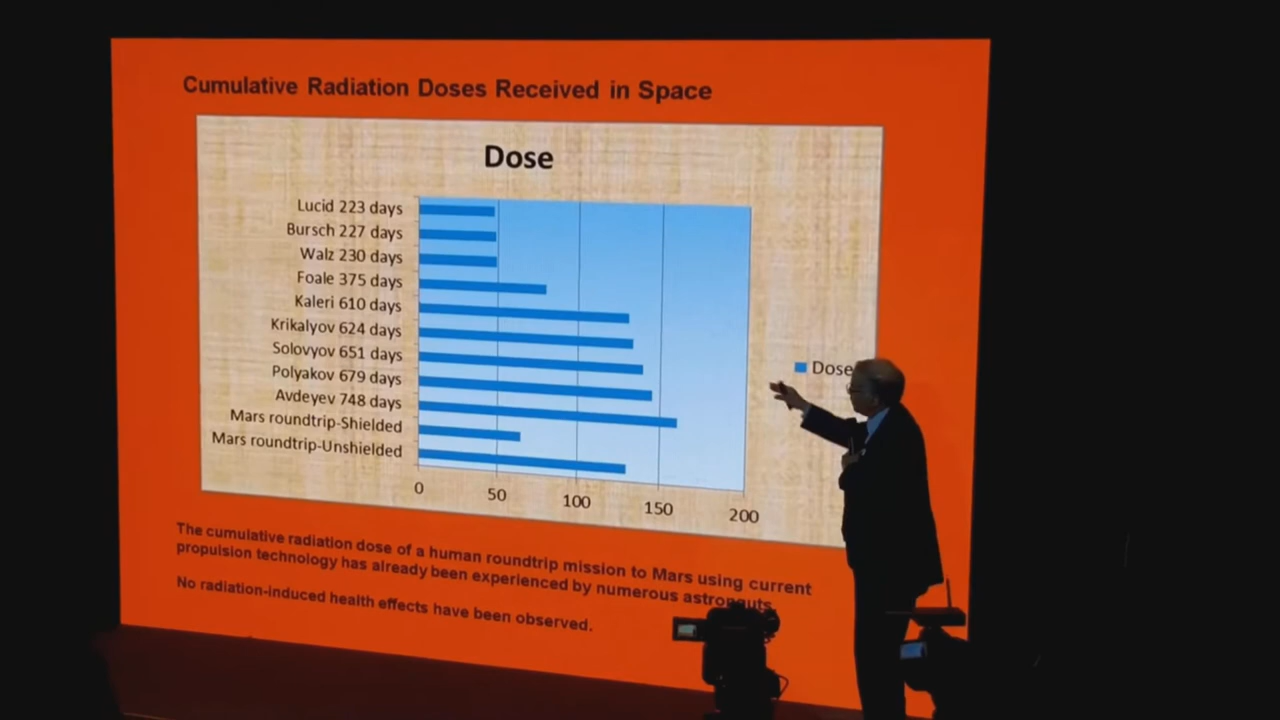 Cumulative Radiation Doses Received in Space
Dose
Lucid 223 days
Bursch 227 days
Walz 230 days
Foale 375 days
Kaleri 610 days
Krikalyov 624 days
Solovyov 651 days
Polyakov 679 days
Avdeyev 748 days
Mars roundtrip-Shielded
Mars roundtrip-Unshielded
0 50 100 150 200
Dose
The cumulative radiation dose of a human roundtrip mission to Mars using current
propulsion technology has already been experienced by numerous astronauts.
No radiation-induced health effects have been observed.